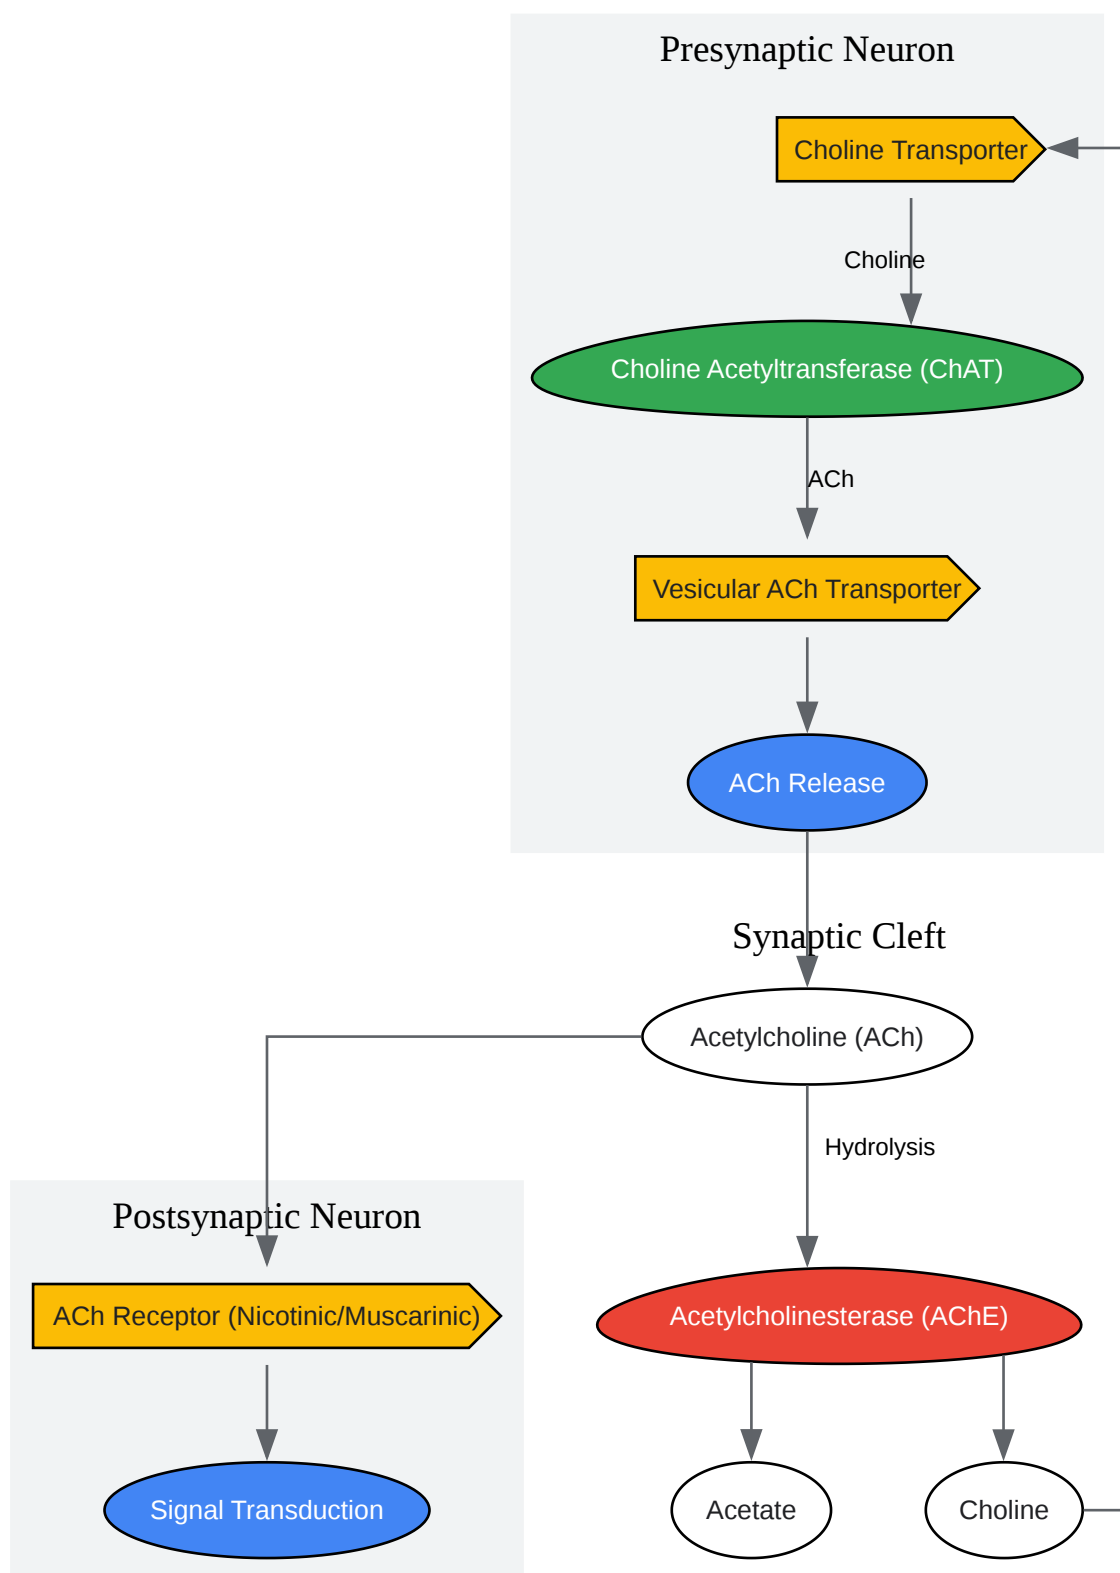 Presynaptic Neuron
Choline Transporter
Choline
Choline Acetyltransferase (ChAT)
ACh
Vesicular ACh Transporter
ACh Release
Synaptic Cleft
Acetylcholine (ACh)
Hydrolysis
Postsynaptic Neuron
ACh Receptor (Nicotinic/Muscarinic)
Acetylcholinesterase (AChE)
Signal Transduction
Acetate
Choline